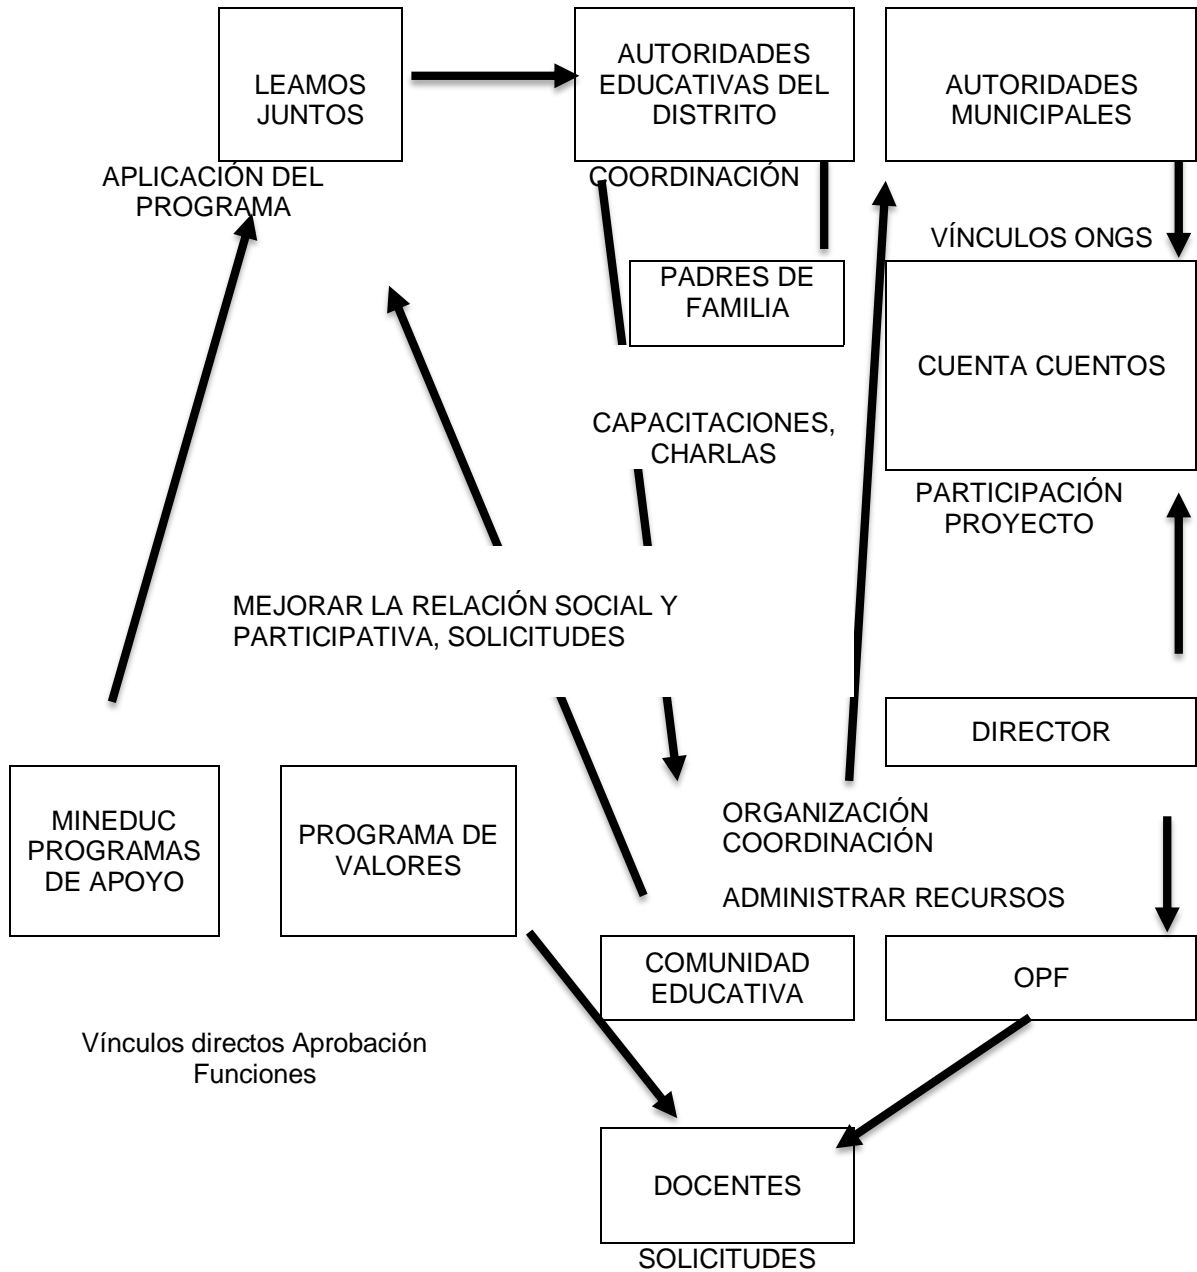 LEAMOS
JUNTOS
AUTORIDADES
EDUCATIVAS DEL
DISTRITO
AUTORIDADES
MUNICIPALES
APLICACIÓN DEL
PROGRAMA
COORDINACIÓN
VÍNCULOS ONGS
PADRES DE
FAMILIA
CUENTA CUENTOS
CAPACITACIONES,
CHARLAS
PARTICIPACIÓN
PROYECTO
MEJORAR LA RELACIÓN SOCIAL Y
PARTICIPATIVA, SOLICITUDES
DIRECTOR
MINEDUC
PROGRAMAS
DE APOYO
PROGRAMA DE
VALORES
ORGANIZACIÓN
COORDINACIÓN
ADMINISTRAR RECURSOS
COMUNIDAD
EDUCATIVA
OPF
Vínculos directos Aprobación
Funciones
DOCENTES
SOLICITUDES